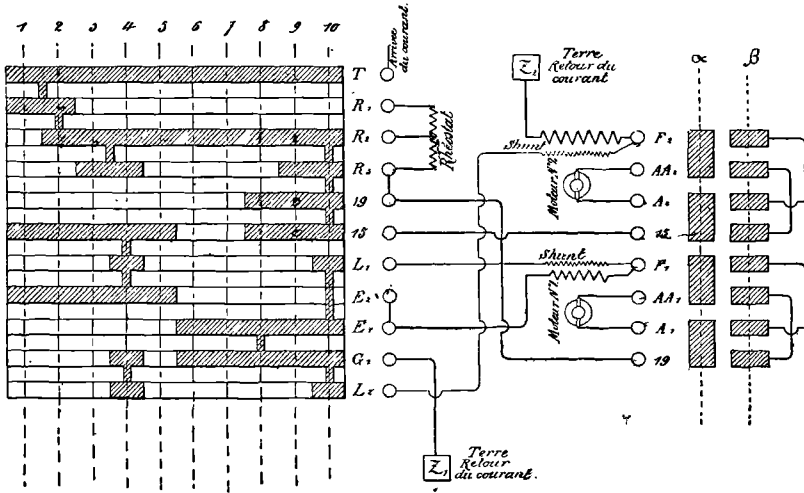 1 2 3 4 5 6 7 8 9 10
T
R₁
R₂
R₃
19
15
L₁
E₂
E₁
G₁
L₂
Arrivée
du courant
Rhéostat
Z₁
Terre
Retour
du courant.
Z₁
Terre
Retour du
courant
Shunt
Moteur N°2
Shunt
Moteur N°1
F₂
AA₂
A₂
15
F₁
AA₁
A₁
19
α β